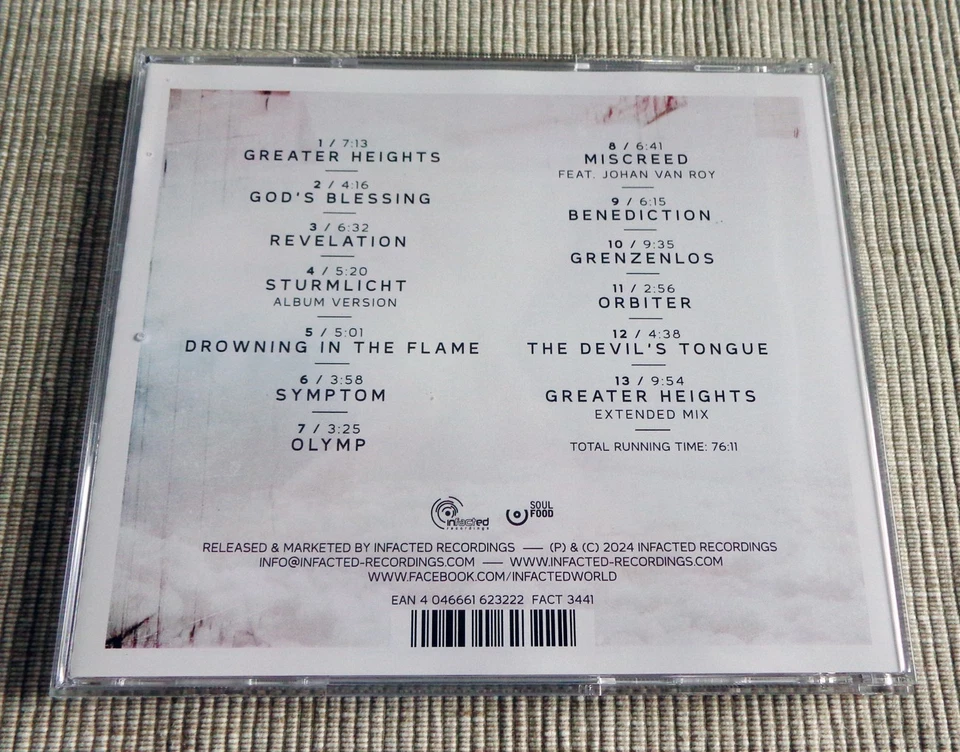 1 / 7:13
GREATER HEIGHTS
2 / 4:16
GOD'S BLESSING
3 / 6:32
REVELATION
4 / 5:20
STURMLICHT
ALBUM VERSION
5 / 5:01
DROWNING IN THE FLAME
6 / 3:58
SYMPTOM
7 / 3:25
OLYMP
8 / 6:41
MISCREED
FEAT. JOHAN VAN ROY
9 / 6:15
BENEDICTION
10 / 9:35
GRENZENLOS
11 / 2:56
ORBITER
12 / 4:38
THE DEVIL'S TONGUE
13 / 9:54
GREATER HEIGHTS
EXTENDED MIX
TOTAL RUNNING TIME: 76:11
infacted
recordings
SOUL
FOOD
RELEASED & MARKETED BY INFACTED RECORDINGS — (P) & (C) 2024 INFACTED RECORDINGS
INFO@INFACTED-RECORDINGS.COM — WWW.INFACTED-RECORDINGS.COM
WWW.FACEBOOK.COM/INFACTEDWORLD
EAN 4 046661 623222 FACT 3441